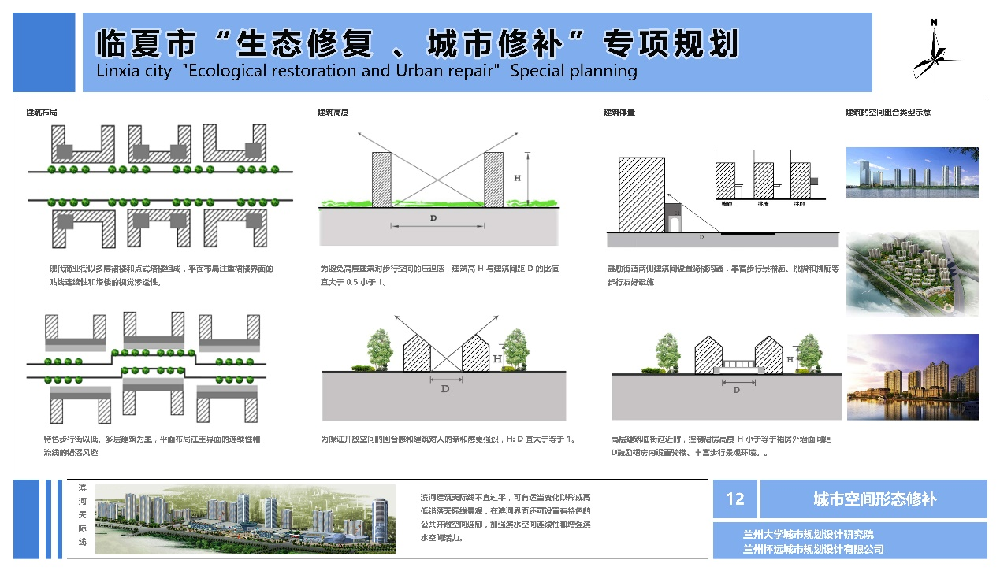 临夏市“生态修复、城市修补”专项规划
Linxia city "Ecological restoration and Urban repair" Special planning
N
建筑布局
建筑高度
建筑体量
建筑的空间组合类型示意
H
D
H
D
檐廊
挑檐
挑廊
现代商业街以多层裙楼和点式塔楼组成，平面布局注重裙楼界面的
贴线连续性和塔楼的视觉渗透性。
为避免高层建筑对步行空间的压迫感，建筑高 H 与建筑间距 D 的比值
宜大于 0.5 小于 1。
鼓励街道两侧建筑间设置骑楼沟通，丰富步行景檐廊、挑檐和挑廊等
步行友好设施
H
D
H
D
特色步行街以低、多层建筑为主，平面布局注重界面的连续性和
流线的错落风趣
为保证开放空间的围合感和建筑对人的亲和感更强烈，H: D 宜大于等于 1。
高层建筑临街过近时，控制裙房高度 H 小于等于裙房外墙面间距
D鼓励裙房内设置骑楼、丰富步行景观环境。。
滨河天际线
滨河建筑天际线不宜过平，可有适当变化以形成高
低错落天际线景观，在滨河界面还可设置有特色的
公共开敞空间连廊，加强滨水空间连续性和增强滨
水空间活力。
12
城市空间形态修补
兰州大学城市规划设计研究院
兰州怀远城市规划设计有限公司